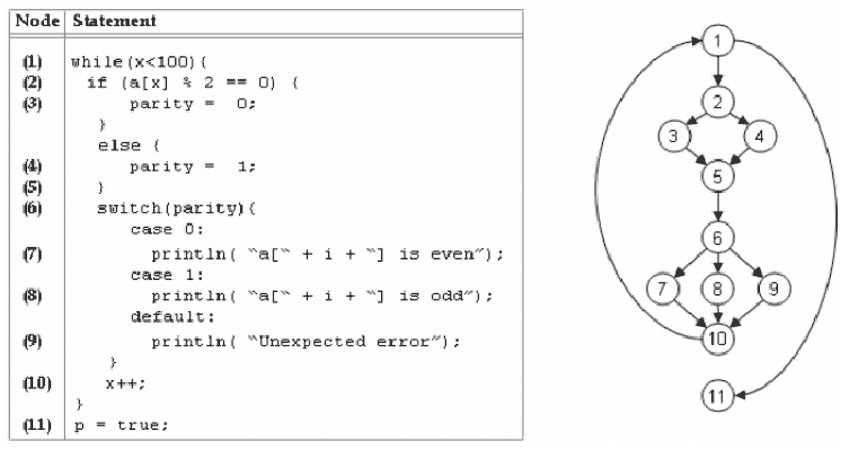 Node Statement
(1) while(x<100){
(2) if (a[x] % 2 == 0) {
(3) parity = 0;
}
else {
(4) parity = 1;
(5) }
(6) switch(parity){
case 0:
(7) println( "a[" + i + "] is even");
case 1:
(8) println( "a[" + i + "] is odd");
default:
(9) println( "Unexpected error");
}
(10) x++;
}
(11) p = true;
1
2
3 4
5
6
7 8 9
10
11